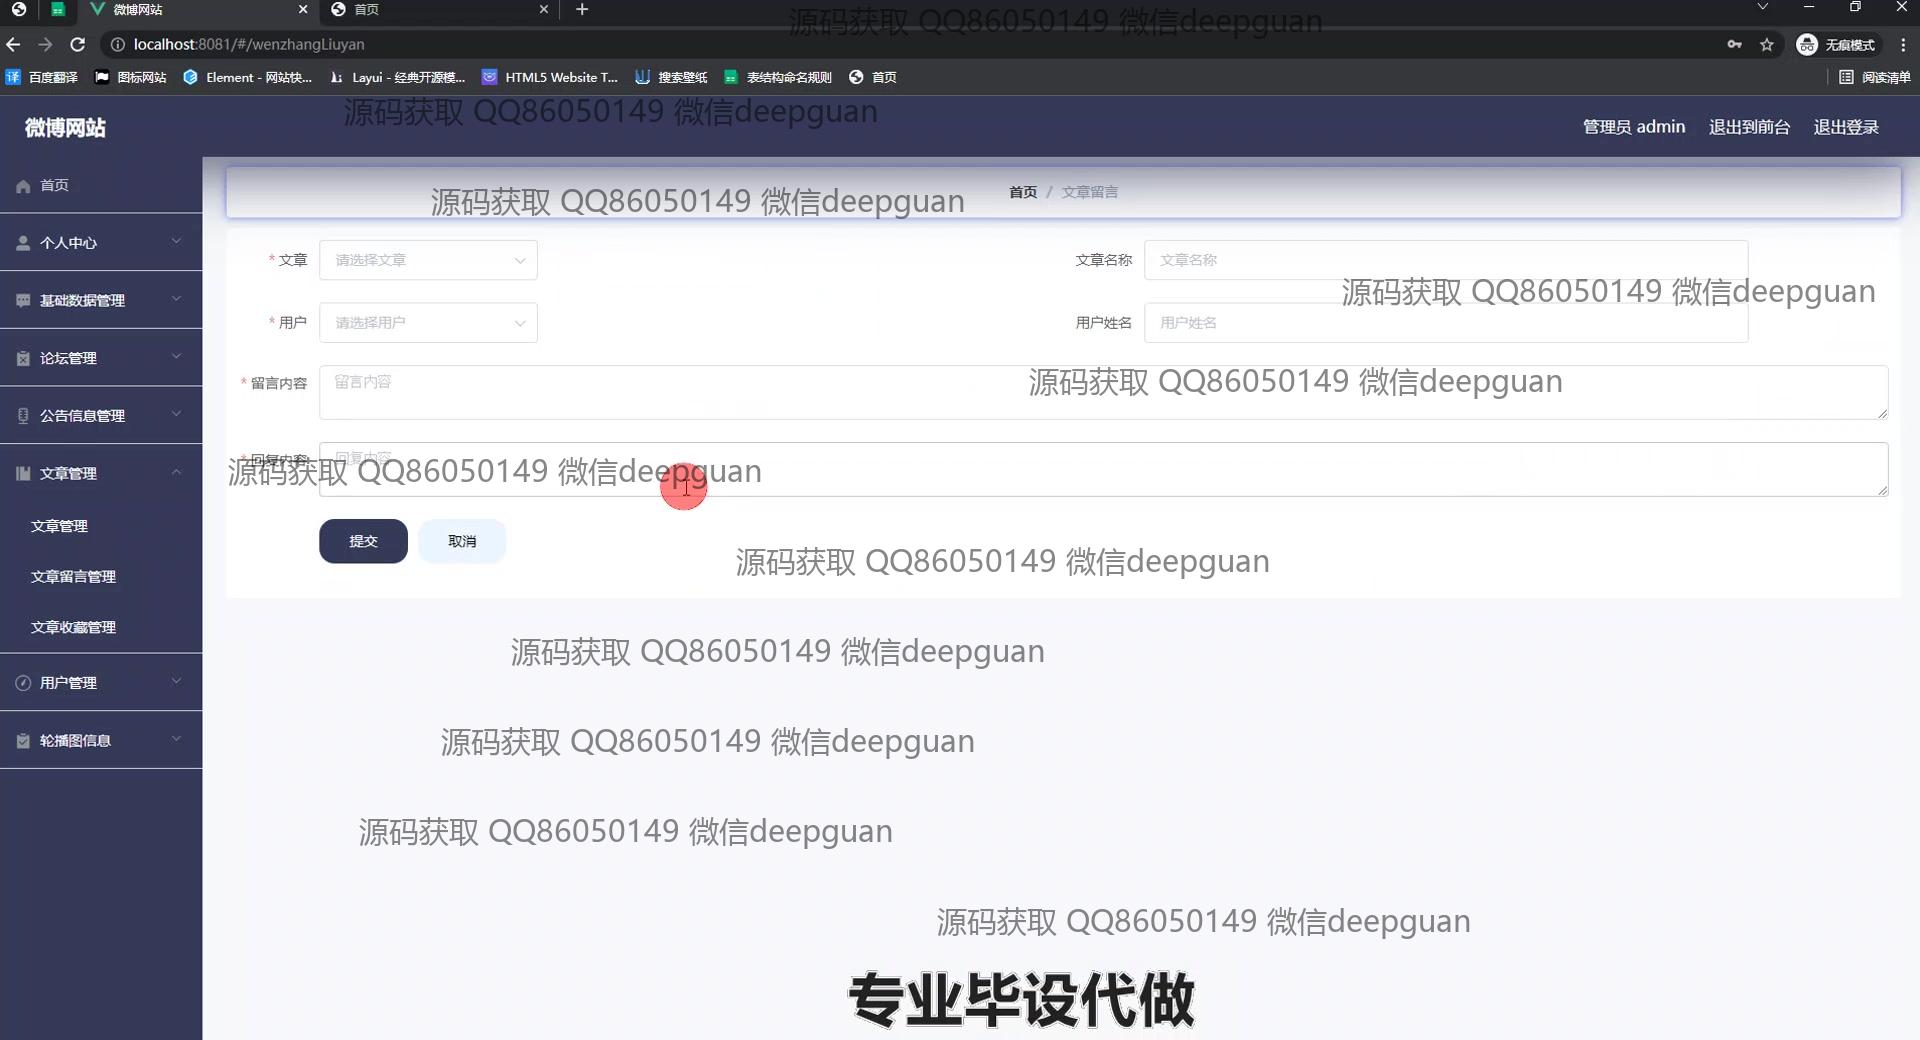 微博网站
首页
源码获取 QQ86050149 微信deepguan
localhost:8081/#/wenzhangLiuyan
无痕模式
译 百度翻译
图标网站
Element - 网站快...
Layui - 经典开源模...
HTML5 Website T...
搜索壁纸
表结构命名规则
首页
阅读清单
源码获取 QQ86050149 微信deepguan
微博网站
管理员 admin
退出到前台
退出登录
首页
个人中心
基础数据管理
论坛管理
公告信息管理
文章管理
文章管理
文章留言管理
文章收藏管理
用户管理
轮播图信息
首页 / 文章留言
源码获取 QQ86050149 微信deepguan
* 文章 请选择文章
文章名称 文章名称
源码获取 QQ86050149 微信deepguan
* 用户 请选择用户
用户姓名 用户姓名
* 留言内容 留言内容
源码获取 QQ86050149 微信deepguan
* 回复内容 回复内容
源码获取 QQ86050149 微信deepguan
提交 取消
源码获取 QQ86050149 微信deepguan
源码获取 QQ86050149 微信deepguan
源码获取 QQ86050149 微信deepguan
源码获取 QQ86050149 微信deepguan
源码获取 QQ86050149 微信deepguan
专业毕设代做